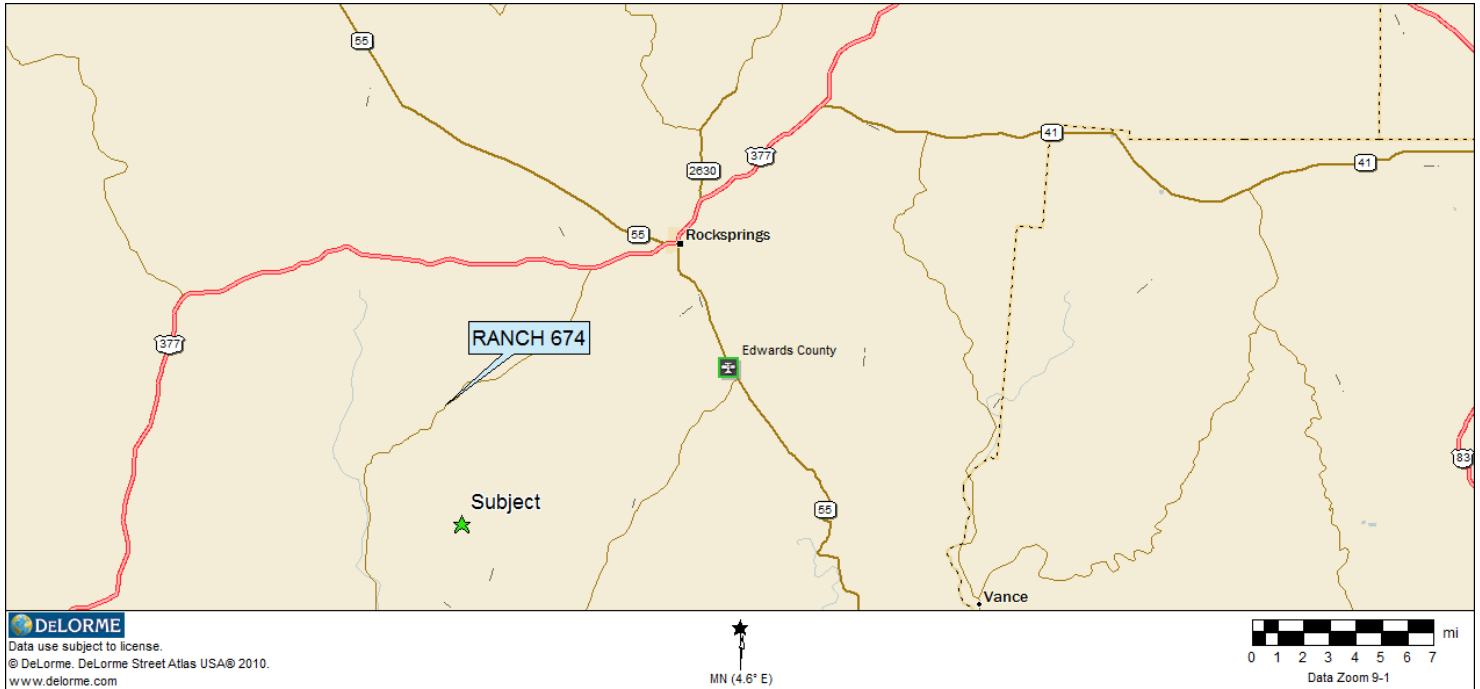 55
41
377
2630
41
55
Rocksprings
RANCH 674
377
Edwards County
83
Subject
55
Vance
DELORME
Data use subject to license.
© DeLorme. DeLorme Street Atlas USA® 2010.
www.delorme.com
MN (4.6° E)
mi
0 1 2 3 4 5 6 7
Data Zoom 9-1